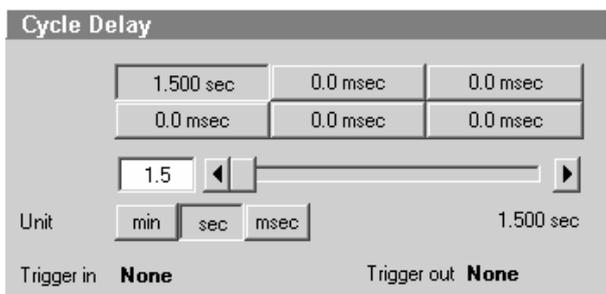 Cycle Delay
1.500 sec 0.0 msec 0.0 msec
0.0 msec 0.0 msec 0.0 msec
1.5
Unit min sec msec 1.500 sec
Trigger in None Trigger out None